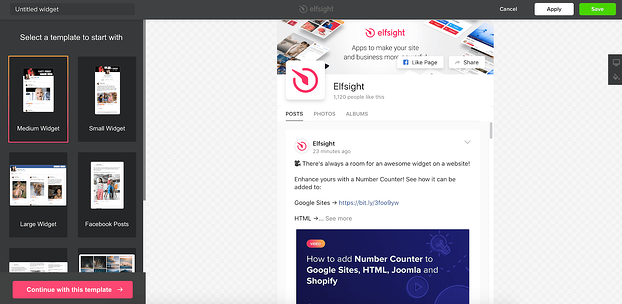 Untitled widget
elfsight
Cancel
Apply
Save
Select a template to start with
Medium Widget
Small Widget
Large Widget
Facebook Posts
Continue with this template →
elfsight
Apps to make your site
and business more
Like Page
Share
Elfsight
1,120 people like this
POSTS
PHOTOS
ALBUMS
Elfsight
23 minutes ago
There's always a room for an awesome widget on a website!
Enhance yours with a Number Counter! See how it can be
added to:
Google Sites → https://bit.ly/3foo9yw
HTML →... See more
VIDEO
How to add Number Counter to
Google Sites, HTML, Joomla and
Shopify